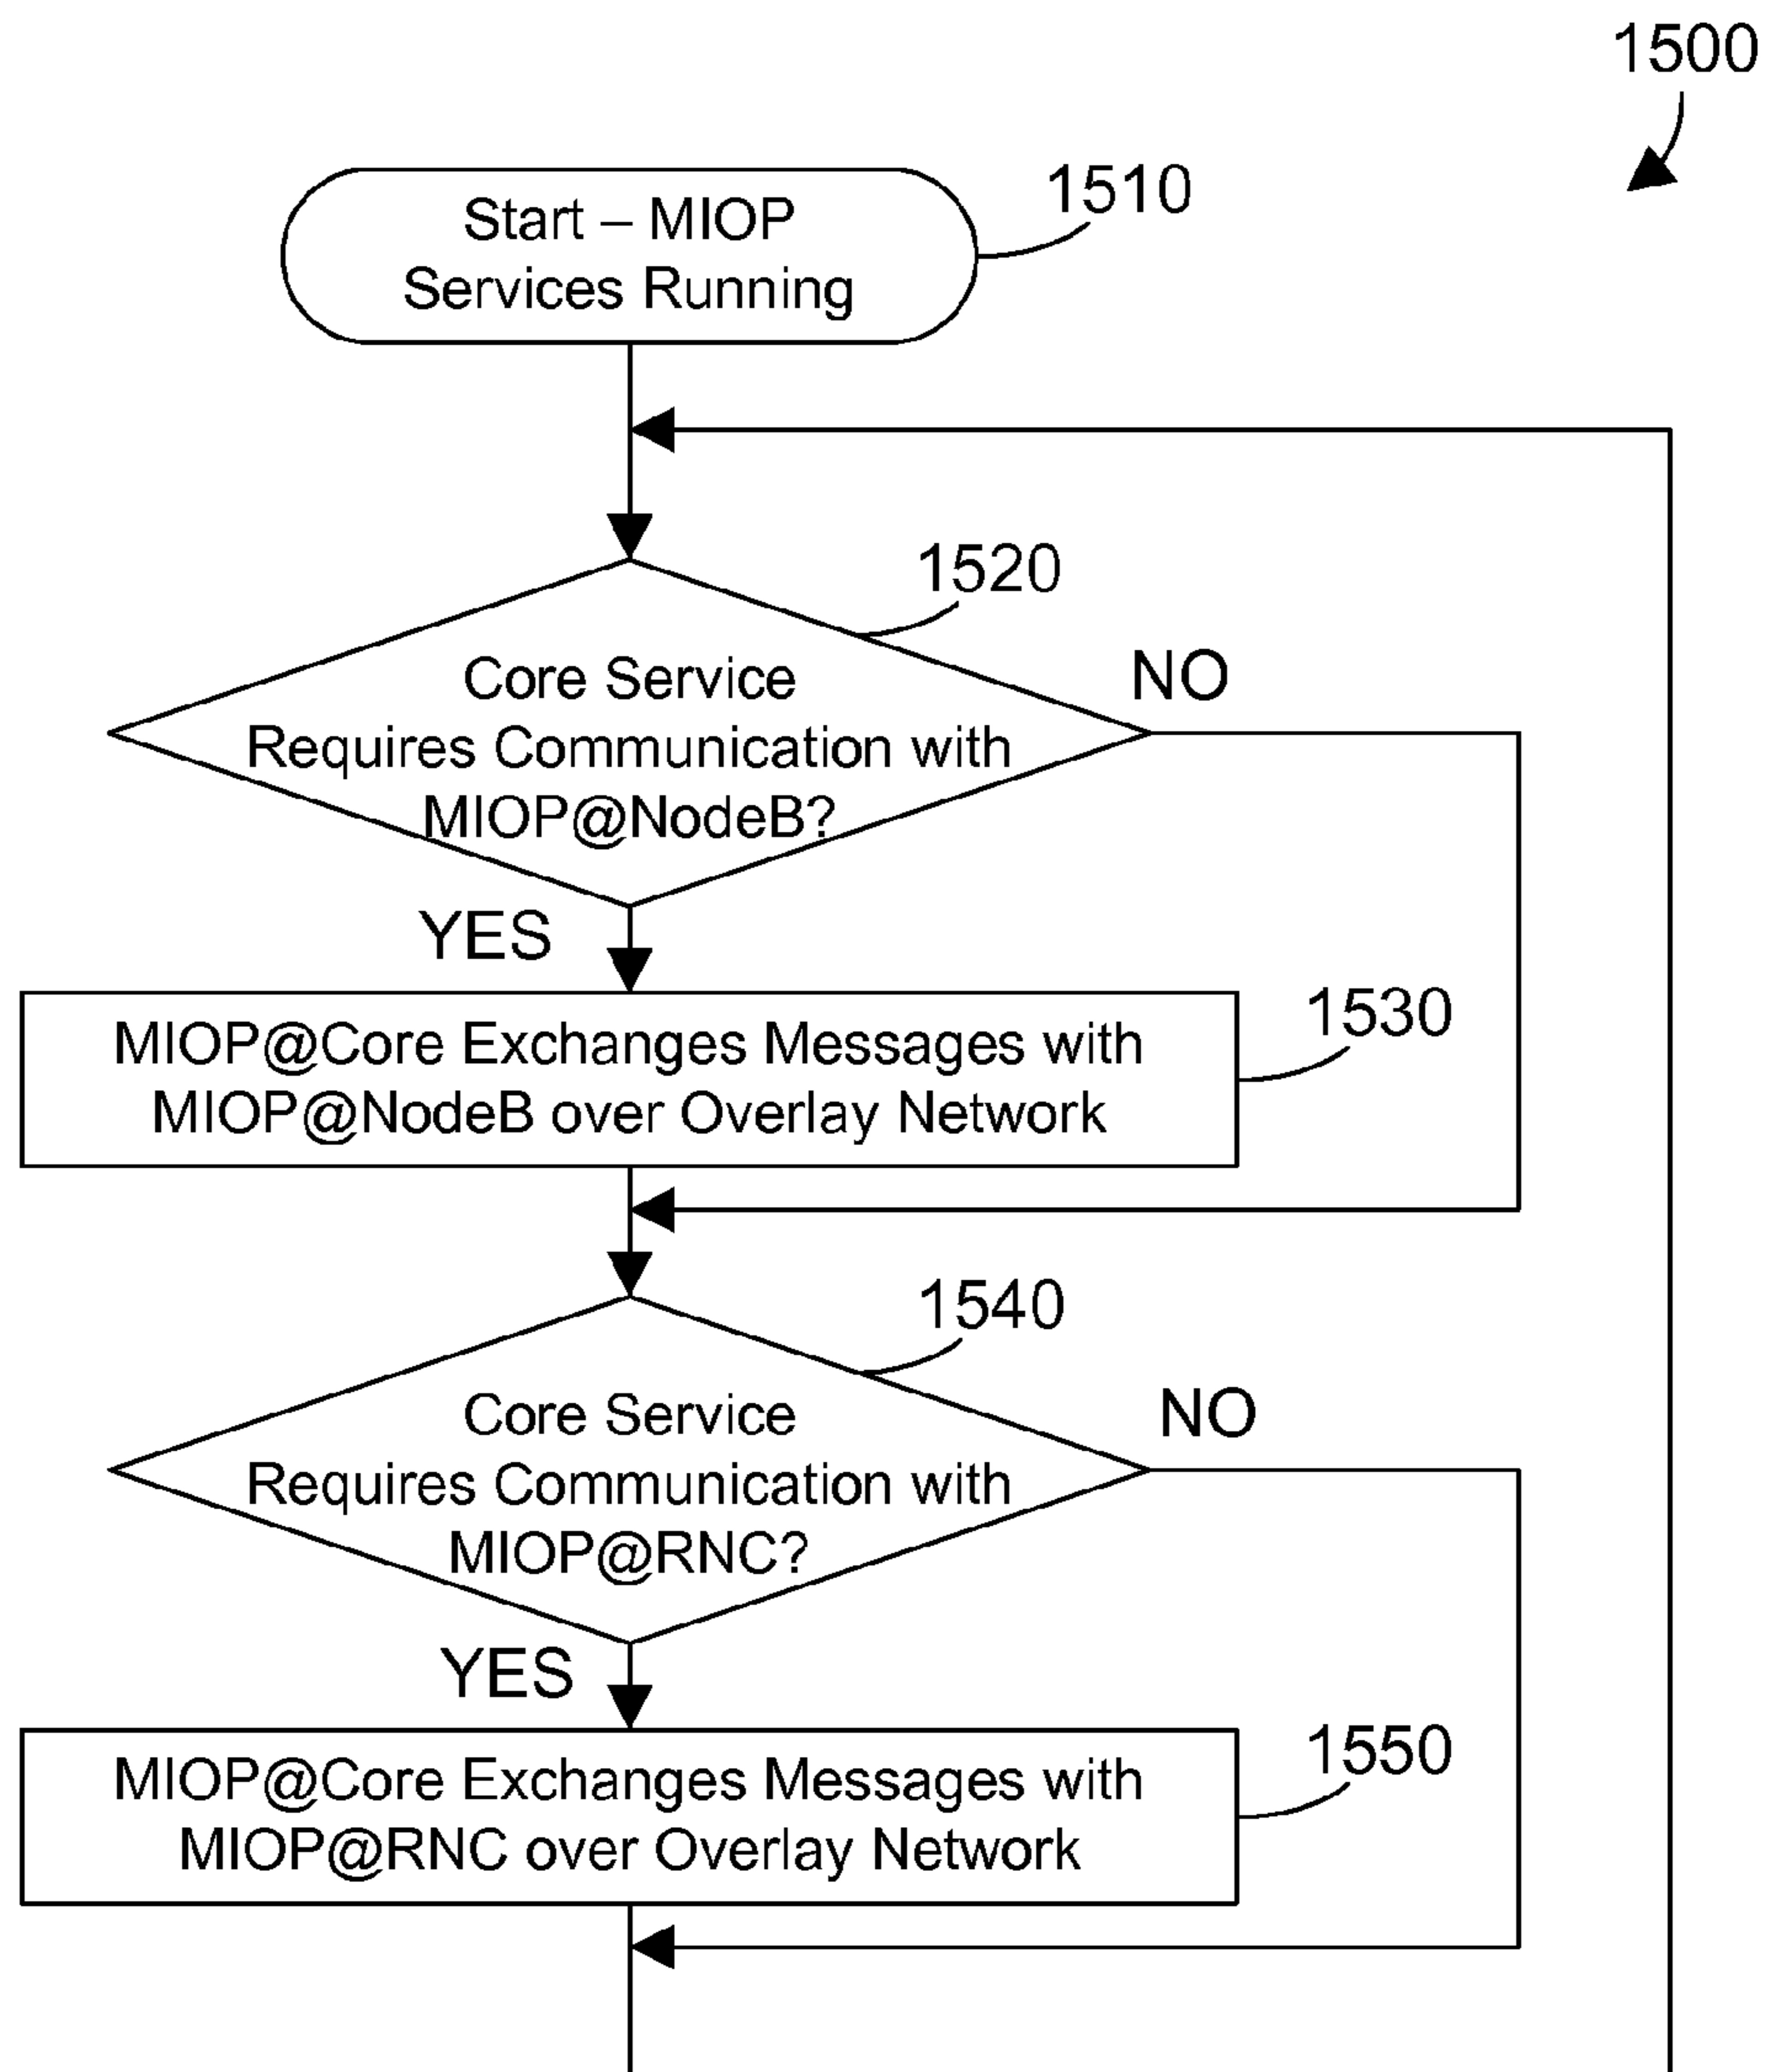 1500
Start – MIOP
Services Running
1510
1520
Core Service
Requires Communication with
MIOP@NodeB?
NO
YES
MIOP@Core Exchanges Messages with
MIOP@NodeB over Overlay Network
1530
1540
Core Service
Requires Communication with
MIOP@RNC?
NO
YES
MIOP@Core Exchanges Messages with
MIOP@RNC over Overlay Network
1550